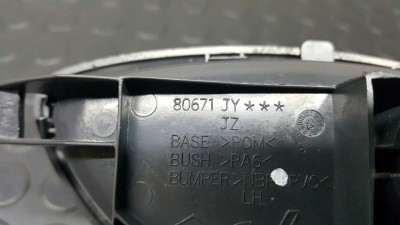 80671 JY***
JZ
BASE >POM<
BUSH >PA6<
LH.